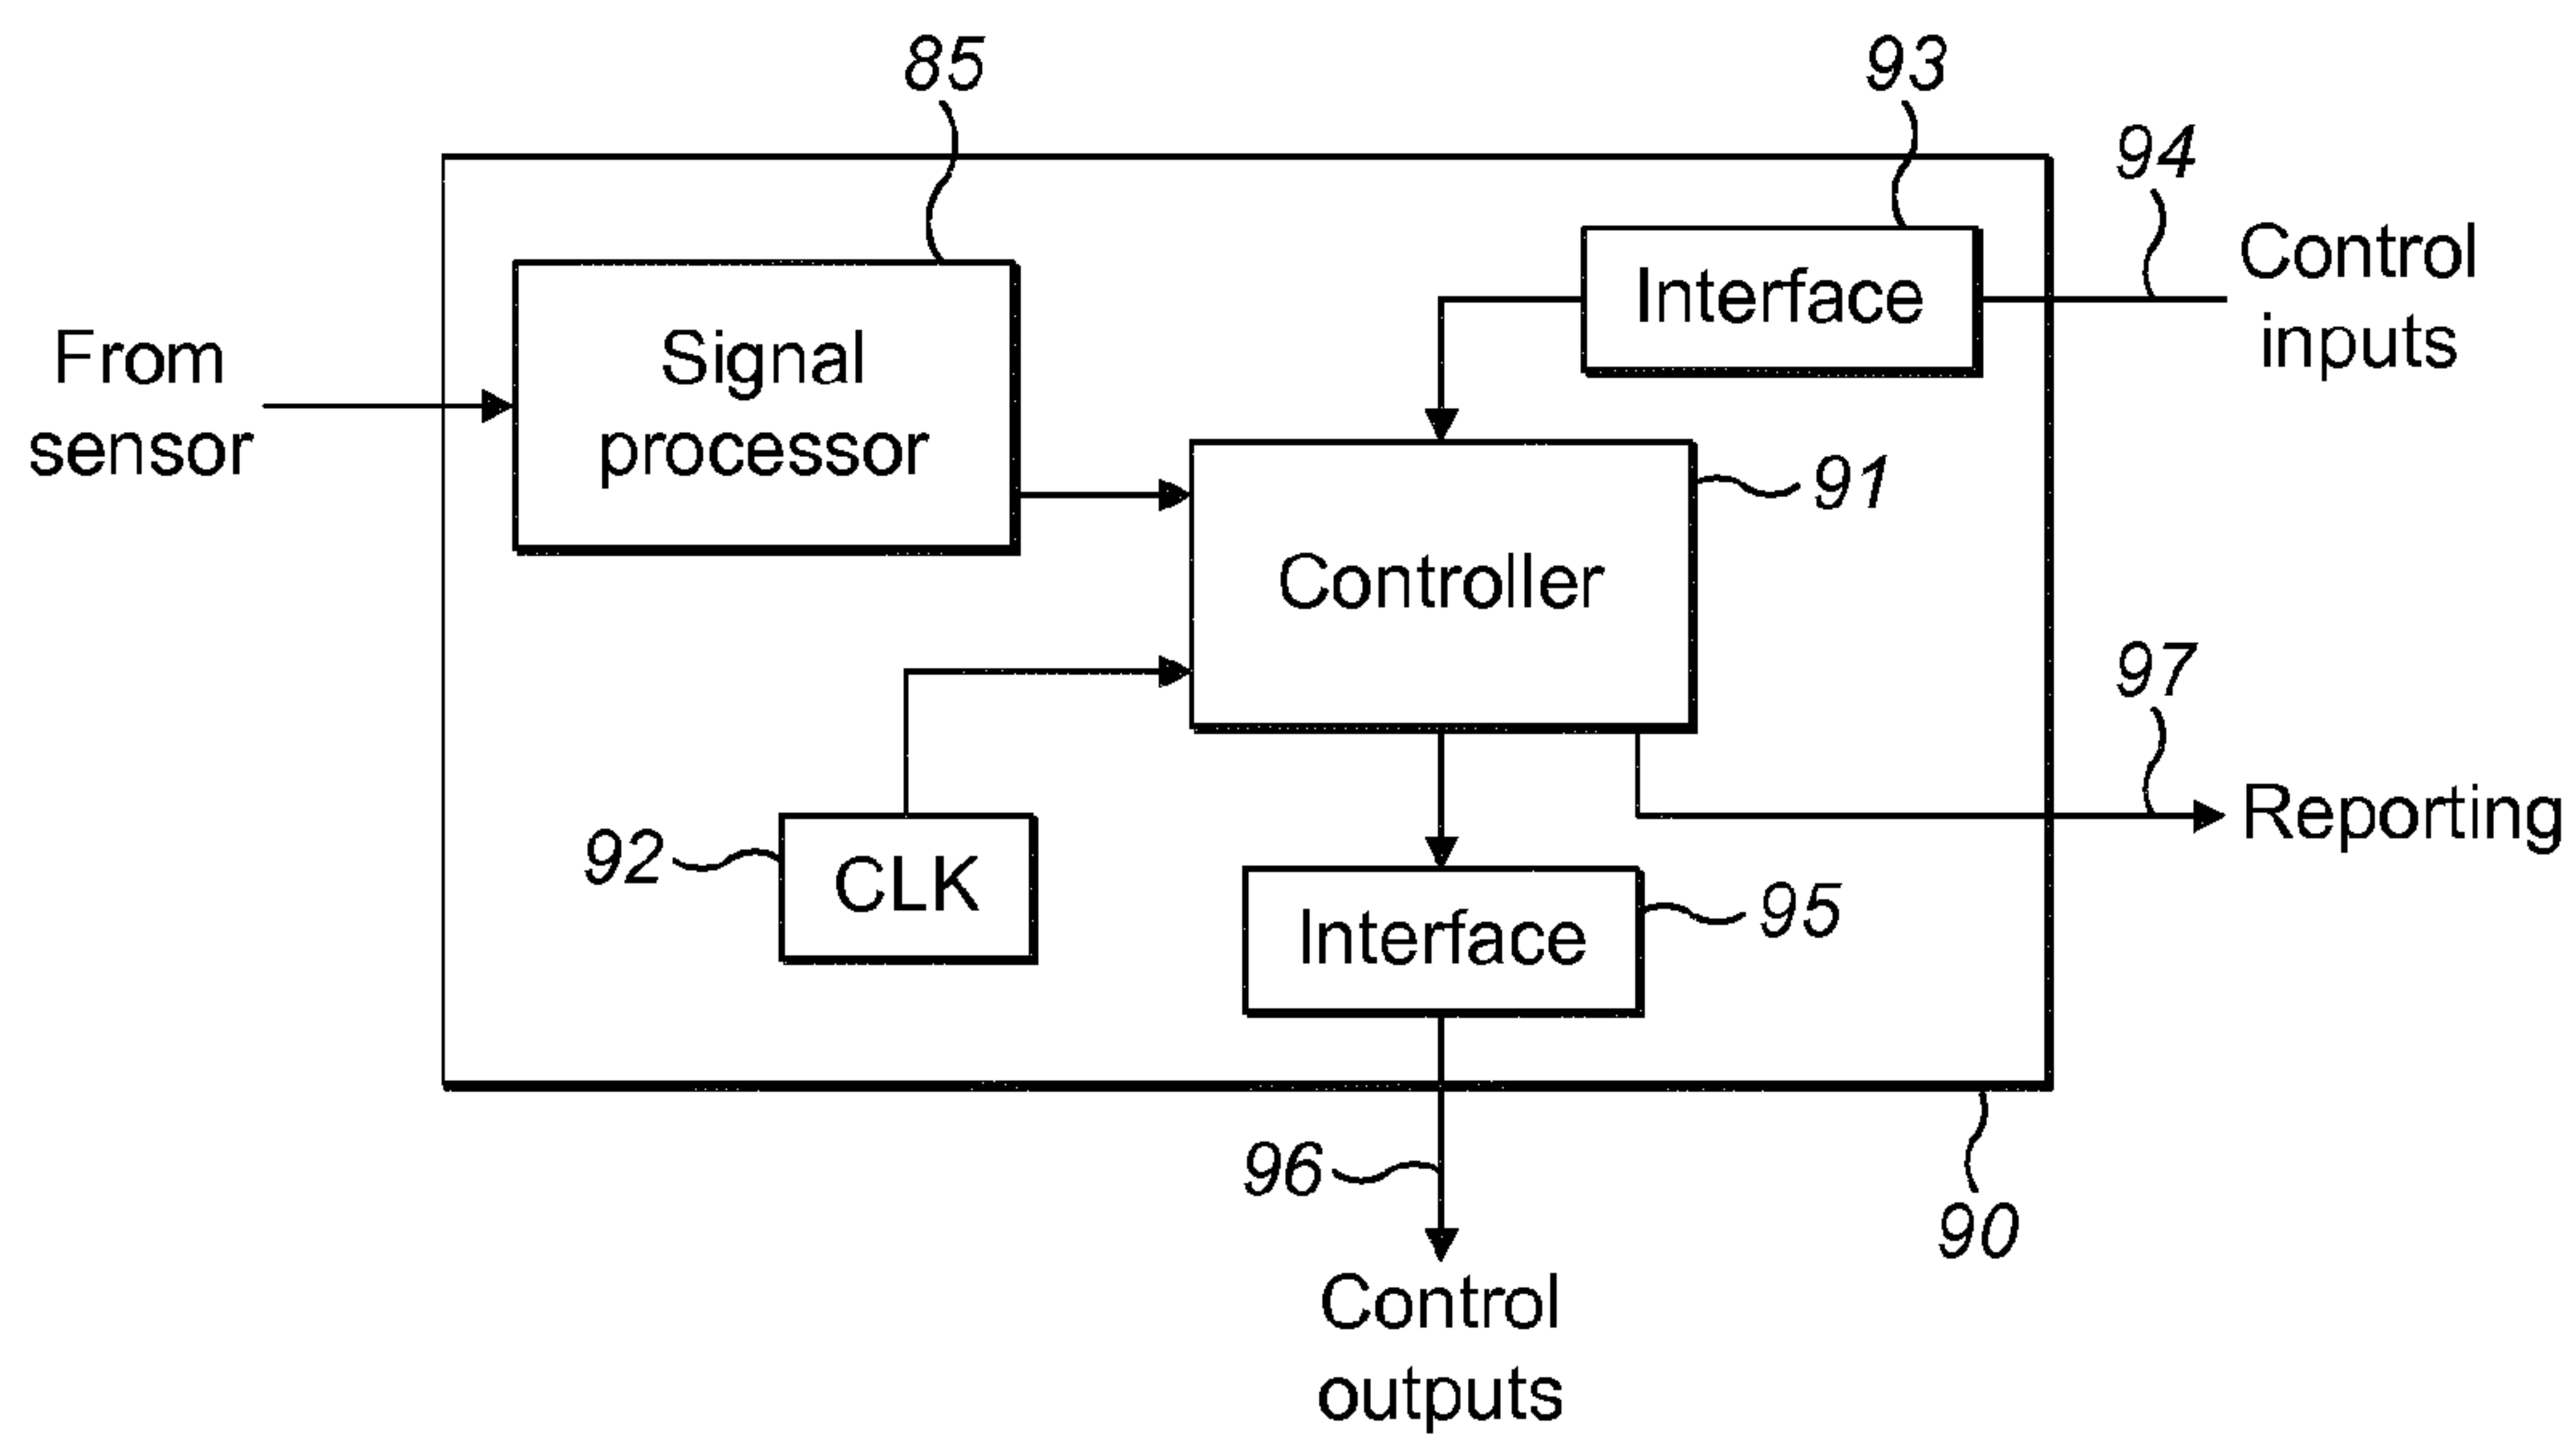 85
93
94
Control
inputs
Interface
From
sensor
Signal
processor
91
Controller
97
Reporting
92
CLK
95
Interface
96
90
Control
outputs